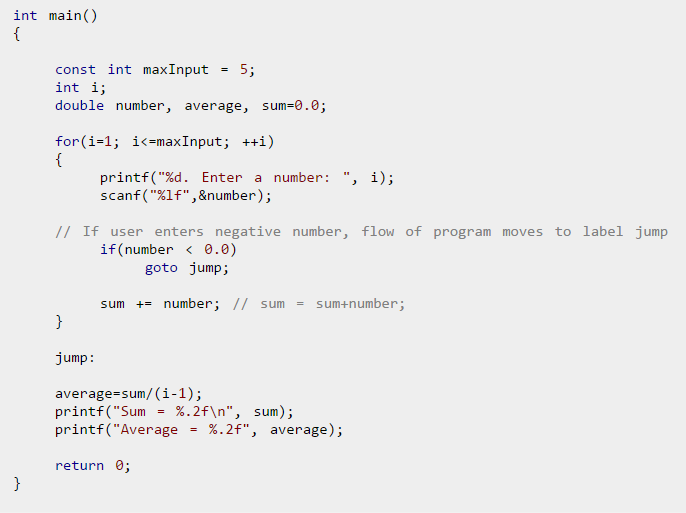 int main()
{
const int maxInput = 5;
int i;
double number, average, sum=0.0;
for(i=1; i<=maxInput; ++i)
{
printf("%d. Enter a number: ", i);
scanf("%lf",&number);
// If user enters negative number, flow of program moves to label jump
if(number < 0.0)
goto jump;
sum += number; // sum = sum+number;
}
jump:
average=sum/(i-1);
printf("Sum = %.2f\n", sum);
printf("Average = %.2f", average);
return 0;
}